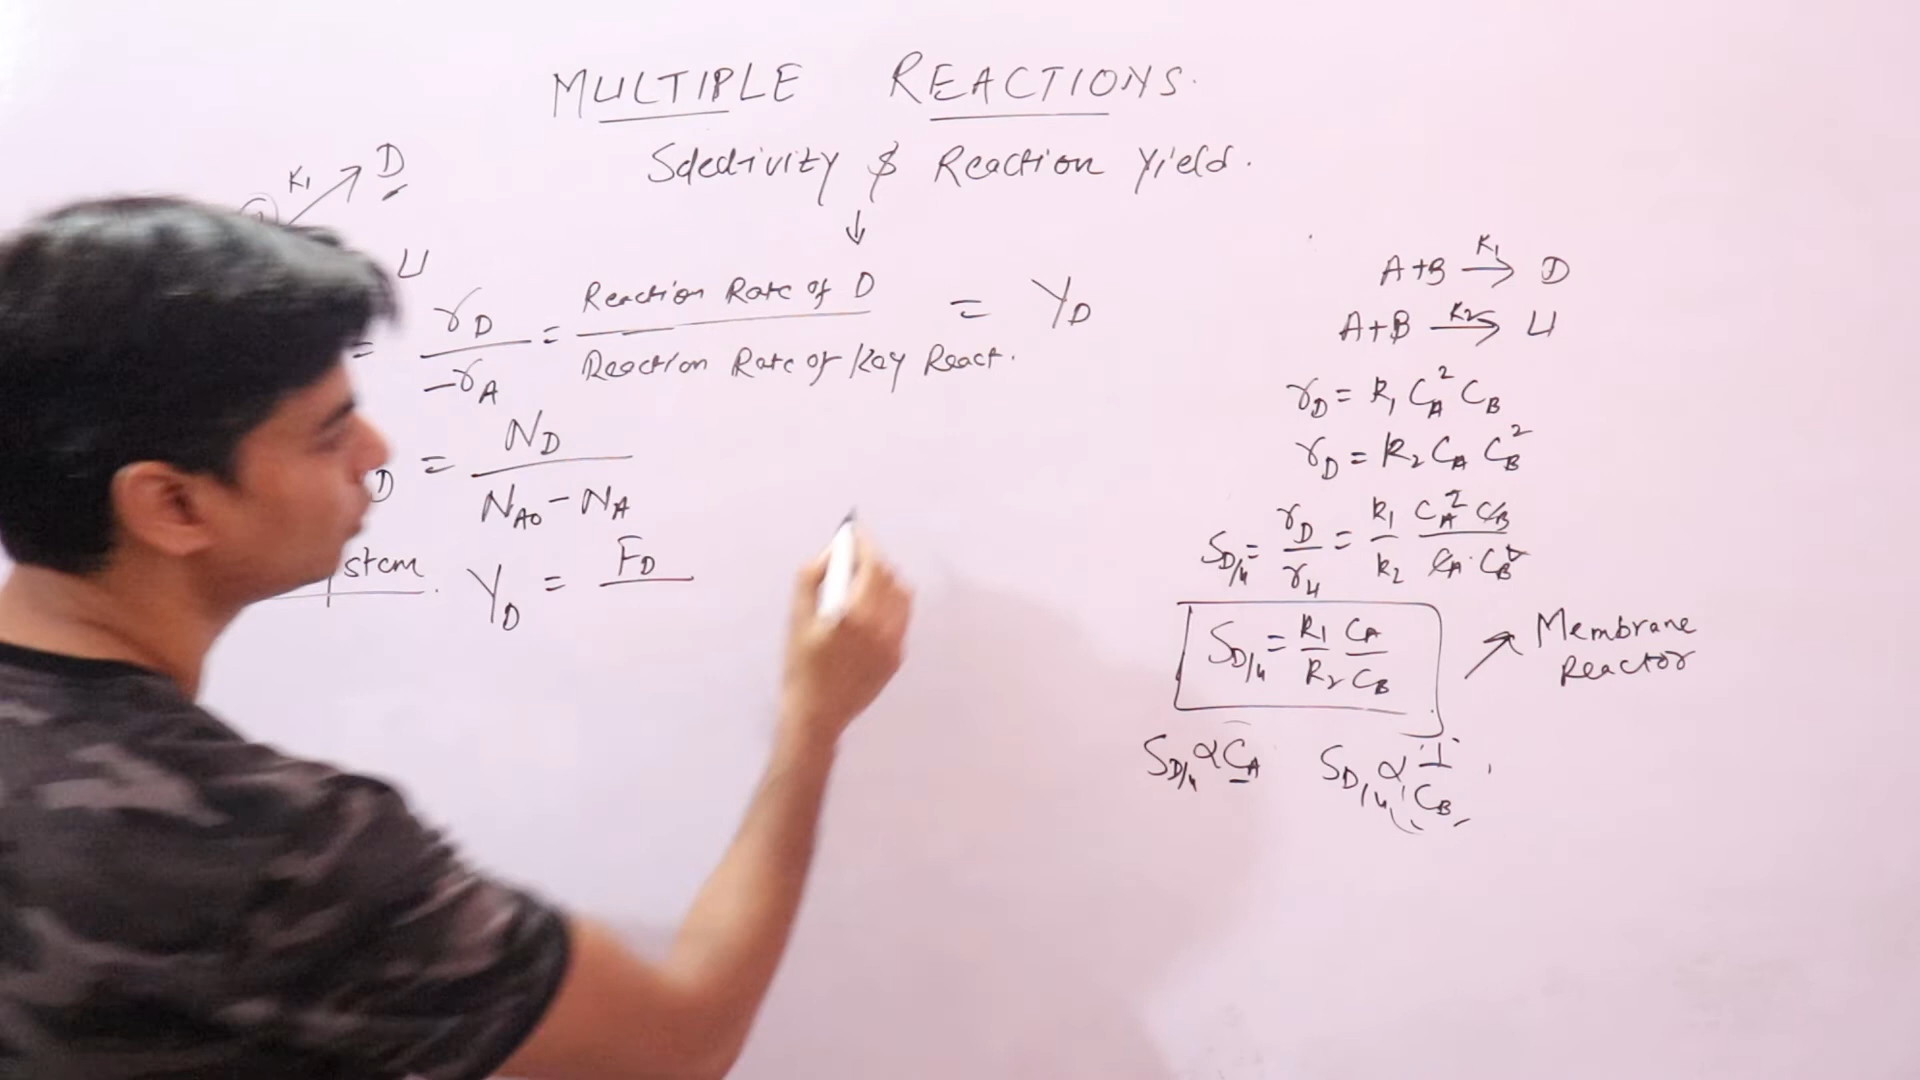 MULTIPLE REACTIONS.
Selectivity & Reaction Yield.
↓
K1 ↗ D
U
= rD / -rA = Reaction Rate of D / Reaction Rate of Key React. = YD
D = ND / NA0 - NA
stem. YD = FD /
A+B —K1→ D
A+B —K2→ U
rD = k1 CA² CB
rD = k2 CA CB²
SD/u = rD / ru = k1 / k2 CA² CB / CA · CB²
SD/u = k1 / k2 CA / CB ↗ Membrane
Reactor
SD/u ∝ CA SD/u ∝ 1 / CB